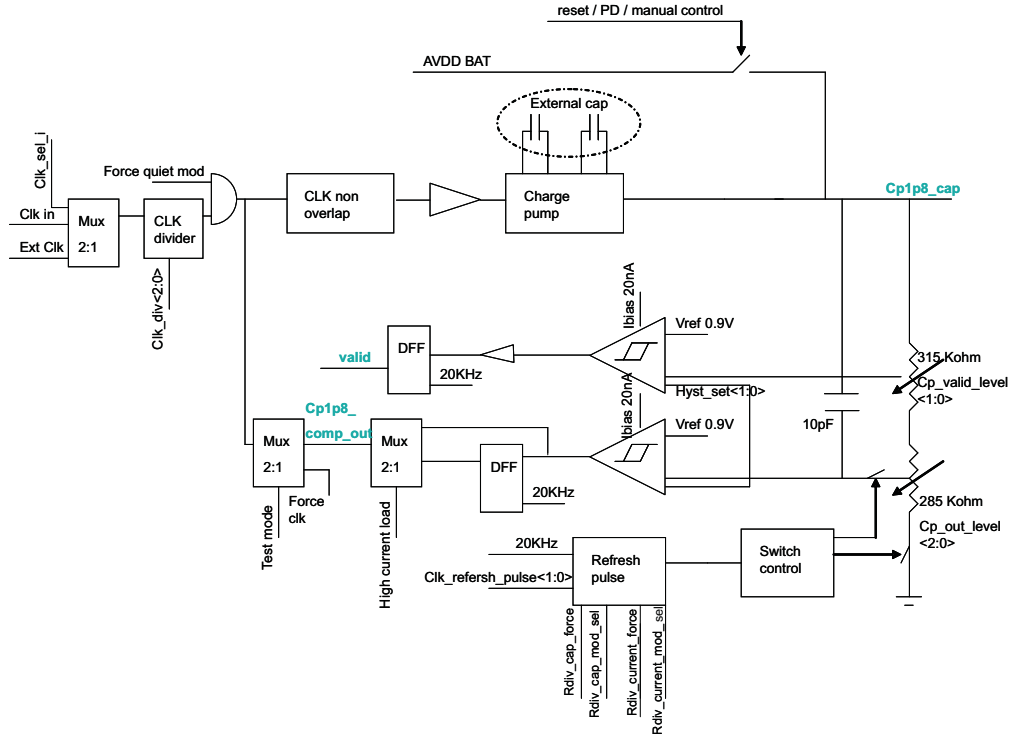 reset / PD / manual control
AVDD BAT
External cap
Clk_sel_i
Force quiet mod
Cp1p8_cap
Clk in
Ext Clk
Mux
2:1
CLK
divider
CLK non
overlap
Charge
pump
Clk_div<2:0>
Ibias 20nA
Vref 0.9V
valid
DFF
20KHz
315 Kohm
Cp_valid_level
<1:0>
Hyst_set<1:0>
Ibias 20nA
10pF
Cp1p8_
comp_out
Mux
2:1
Mux
2:1
Vref 0.9V
DFF
20KHz
Force
clk
285 Kohm
Cp_out_level
<2:0>
Test mode
High current load
20KHz
Clk_refersh_pulse<1:0>
Refresh
pulse
Switch
control
Rdiv_cap_force
Rdiv_cap_mod_sel
Rdiv_current_force
Rdiv_current_mod_sel